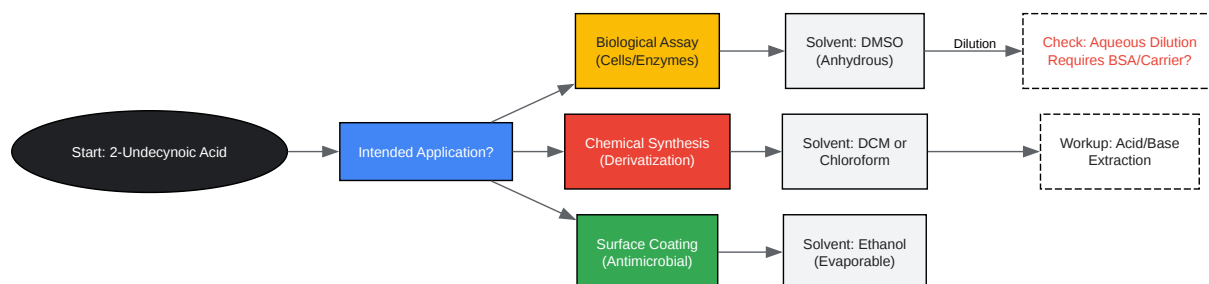 Start: 2-Undecynoic Acid
Intended Application?
Biological Assay
(Cells/Enzymes)
Solvent: DMSO
(Anhydrous)
Dilution
Check: Aqueous Dilution
Requires BSA/Carrier?
Chemical Synthesis
(Derivatization)
Solvent: DCM or
Chloroform
Workup: Acid/Base
Extraction
Surface Coating
(Antimicrobial)
Solvent: Ethanol
(Evaporable)